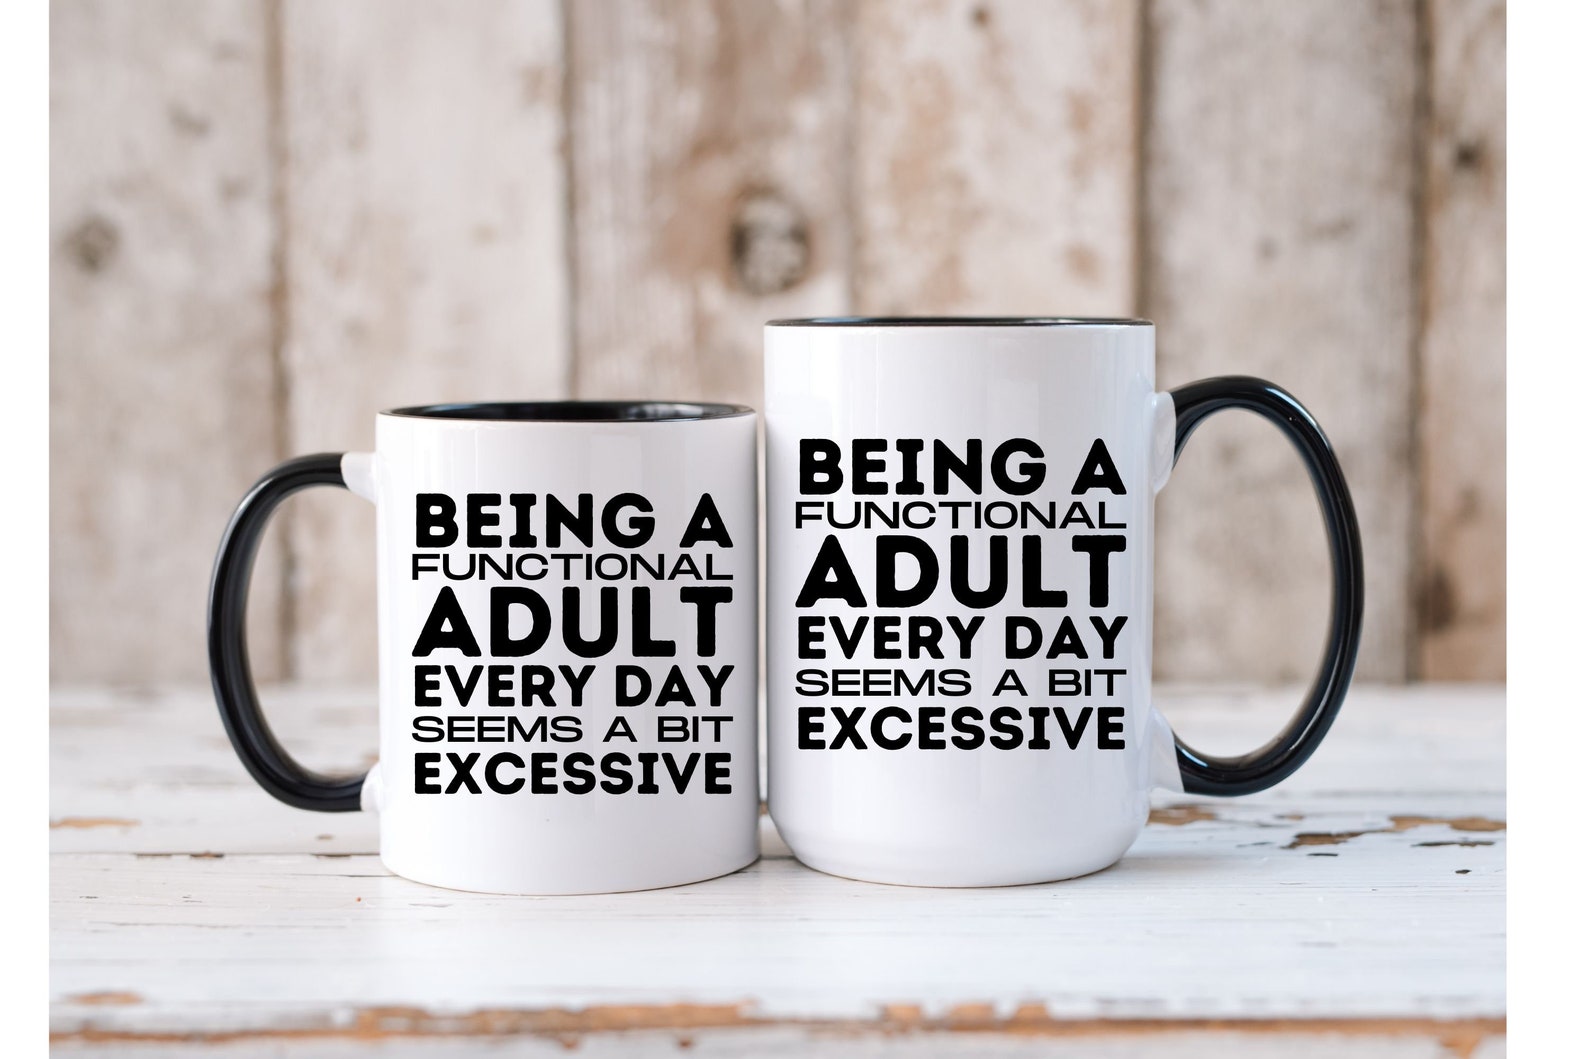 BEING A
FUNCTIONAL
ADULT
EVERY DAY
SEEMS A BIT
EXCESSIVE
BEING A
FUNCTIONAL
ADULT
EVERY DAY
SEEMS A BIT
EXCESSIVE